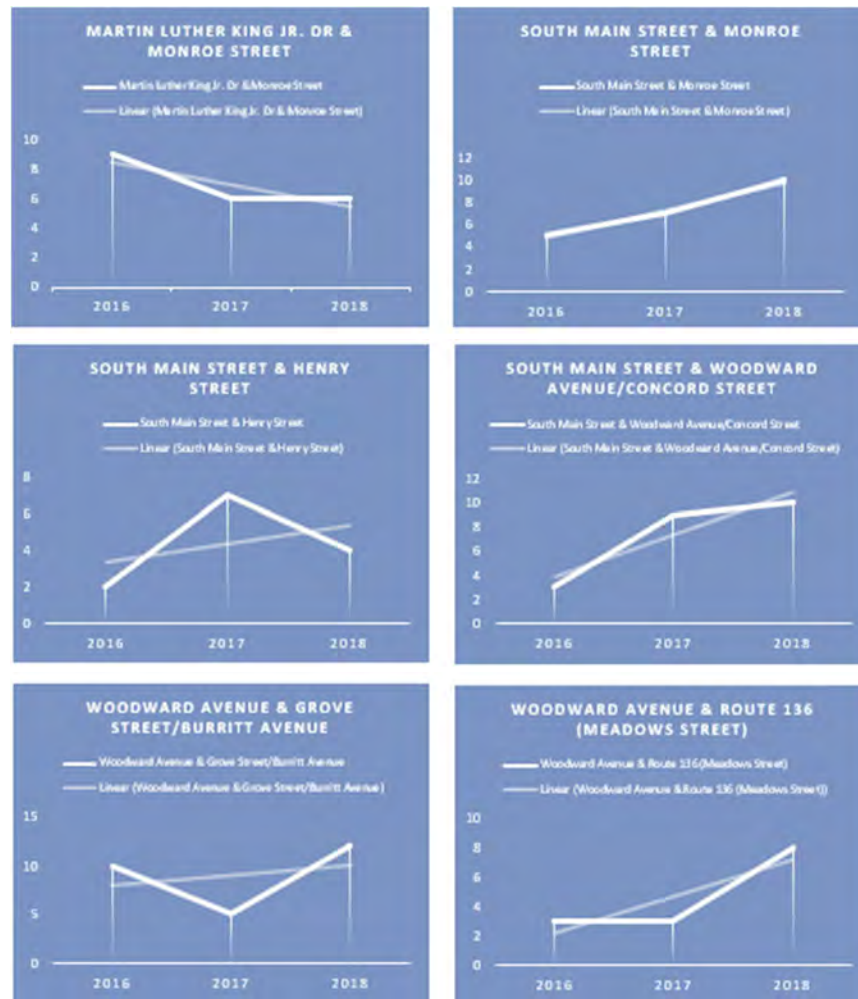 MARTIN LUTHER KING JR. DR &
MONROE STREET
Martin Luther King Jr. Dr & Monroe Street
Linear (Martin Luther King Jr. Dr & Monroe Street)
10
8
6
4
2
0
2016 2017 2018
SOUTH MAIN STREET & MONROE
STREET
South Main Street & Monroe Street
Linear (South Main Street & Monroe Street)
12
10
8
6
4
2
0
2016 2017 2018
SOUTH MAIN STREET & HENRY
STREET
South Main Street & Henry Street
Linear (South Main Street & Henry Street)
8
6
4
2
0
2016 2017 2018
SOUTH MAIN STREET & WOODWARD
AVENUE/CONCORD STREET
South Main Street & Woodward Avenue/Concord Street
Linear (South Main Street & Woodward Avenue/Concord Street)
12
10
8
6
4
2
0
2016 2017 2018
WOODWARD AVENUE & GROVE
STREET/BURRITT AVENUE
Woodward Avenue & Grove Street/Burritt Avenue
Linear (Woodward Avenue & Grove Street/Burritt Avenue)
15
10
5
0
2016 2017 2018
WOODWARD AVENUE & ROUTE 136
(MEADOWS STREET)
Woodward Avenue & Route 136 (Meadows Street)
Linear (Woodward Avenue & Route 136 (Meadows Street))
10
8
6
4
2
0
2016 2017 2018